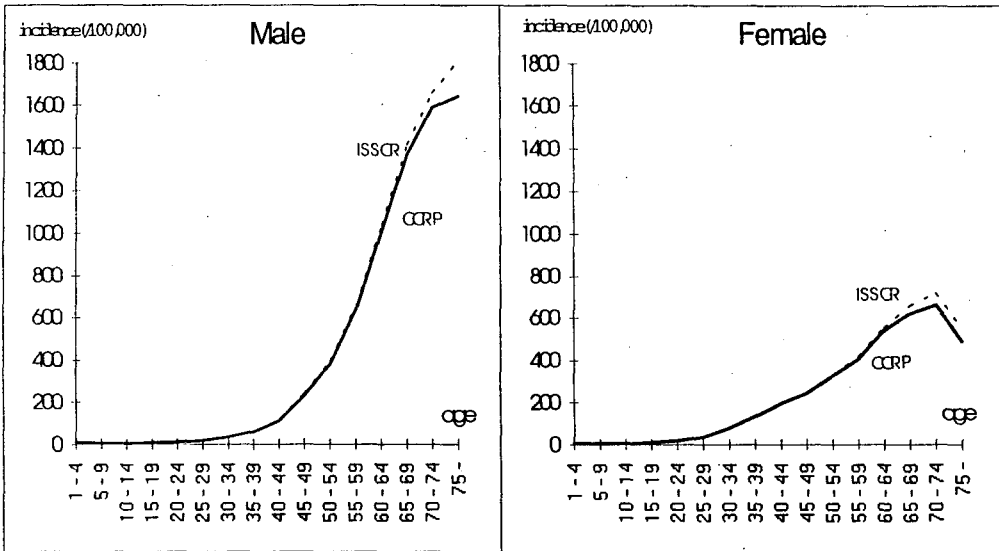 incidence(/100,000)
Male
1800
1600
1400
1200
1000
800
600
400
200
0
ISSCR
CCRP
age
1 - 4
5 - 9
10 - 14
15 - 19
20 - 24
25 - 29
30 - 34
35 - 39
40 - 44
45 - 49
50 - 54
55 - 59
60 - 64
65 - 69
70 - 74
75 -
incidence(/100,000)
Female
1800
1600
1400
1200
1000
800
600
400
200
0
ISSCR
CCRP
age
1 - 4
5 - 9
10 - 14
15 - 19
20 - 24
25 - 29
30 - 34
35 - 39
40 - 44
45 - 49
50 - 54
55 - 59
60 - 64
65 - 69
70 - 74
75 -